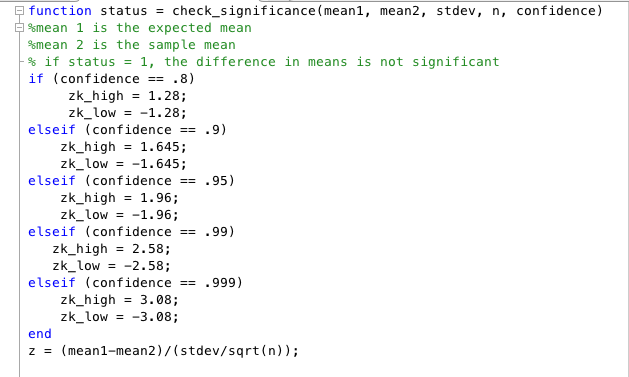 function status = check_significance(mean1, mean2, stdev, n, confidence)
%mean 1 is the expected mean
%mean 2 is the sample mean
% if status = 1, the difference in means is not significant
if (confidence == .8)
zk_high = 1.28;
zk_low = −1.28;
elseif (confidence == .9)
zk_high = 1.645;
zk_low = −1.645;
elseif (confidence == .95)
zk_high = 1.96;
zk_low = −1.96;
elseif (confidence == .99)
zk_high = 2.58;
zk_low = −2.58;
elseif (confidence == .999)
zk_high = 3.08;
zk_low = −3.08;
end
z = (mean1−mean2)/(stdev/sqrt(n));